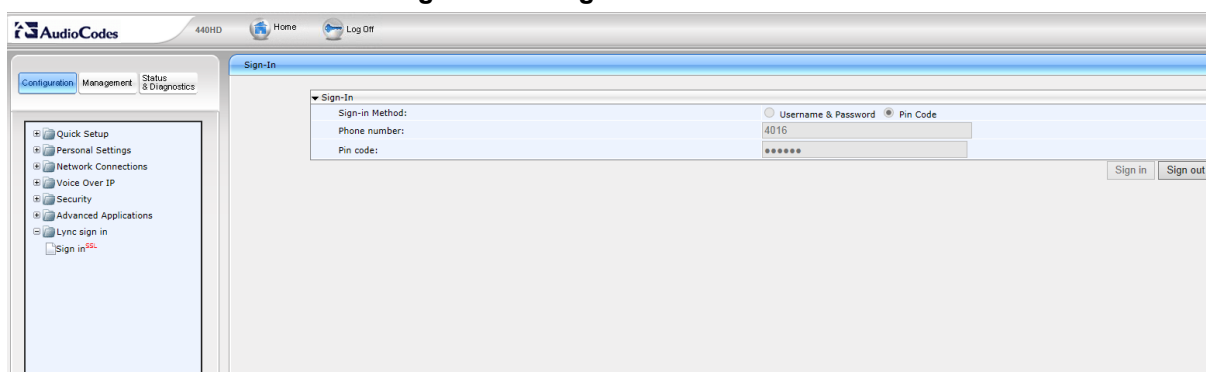 AudioCodes 440HD Home Log Off
Sign-In
Configuration Management Status & Diagnostics
Sign-In
Sign-in Method: Username & Password Pin Code
Phone number: 4016
Pin code: ●●●●●●
Sign in Sign out
Quick Setup
Personal Settings
Network Connections
Voice Over IP
Security
Advanced Applications
Lync sign in
Sign inSSL